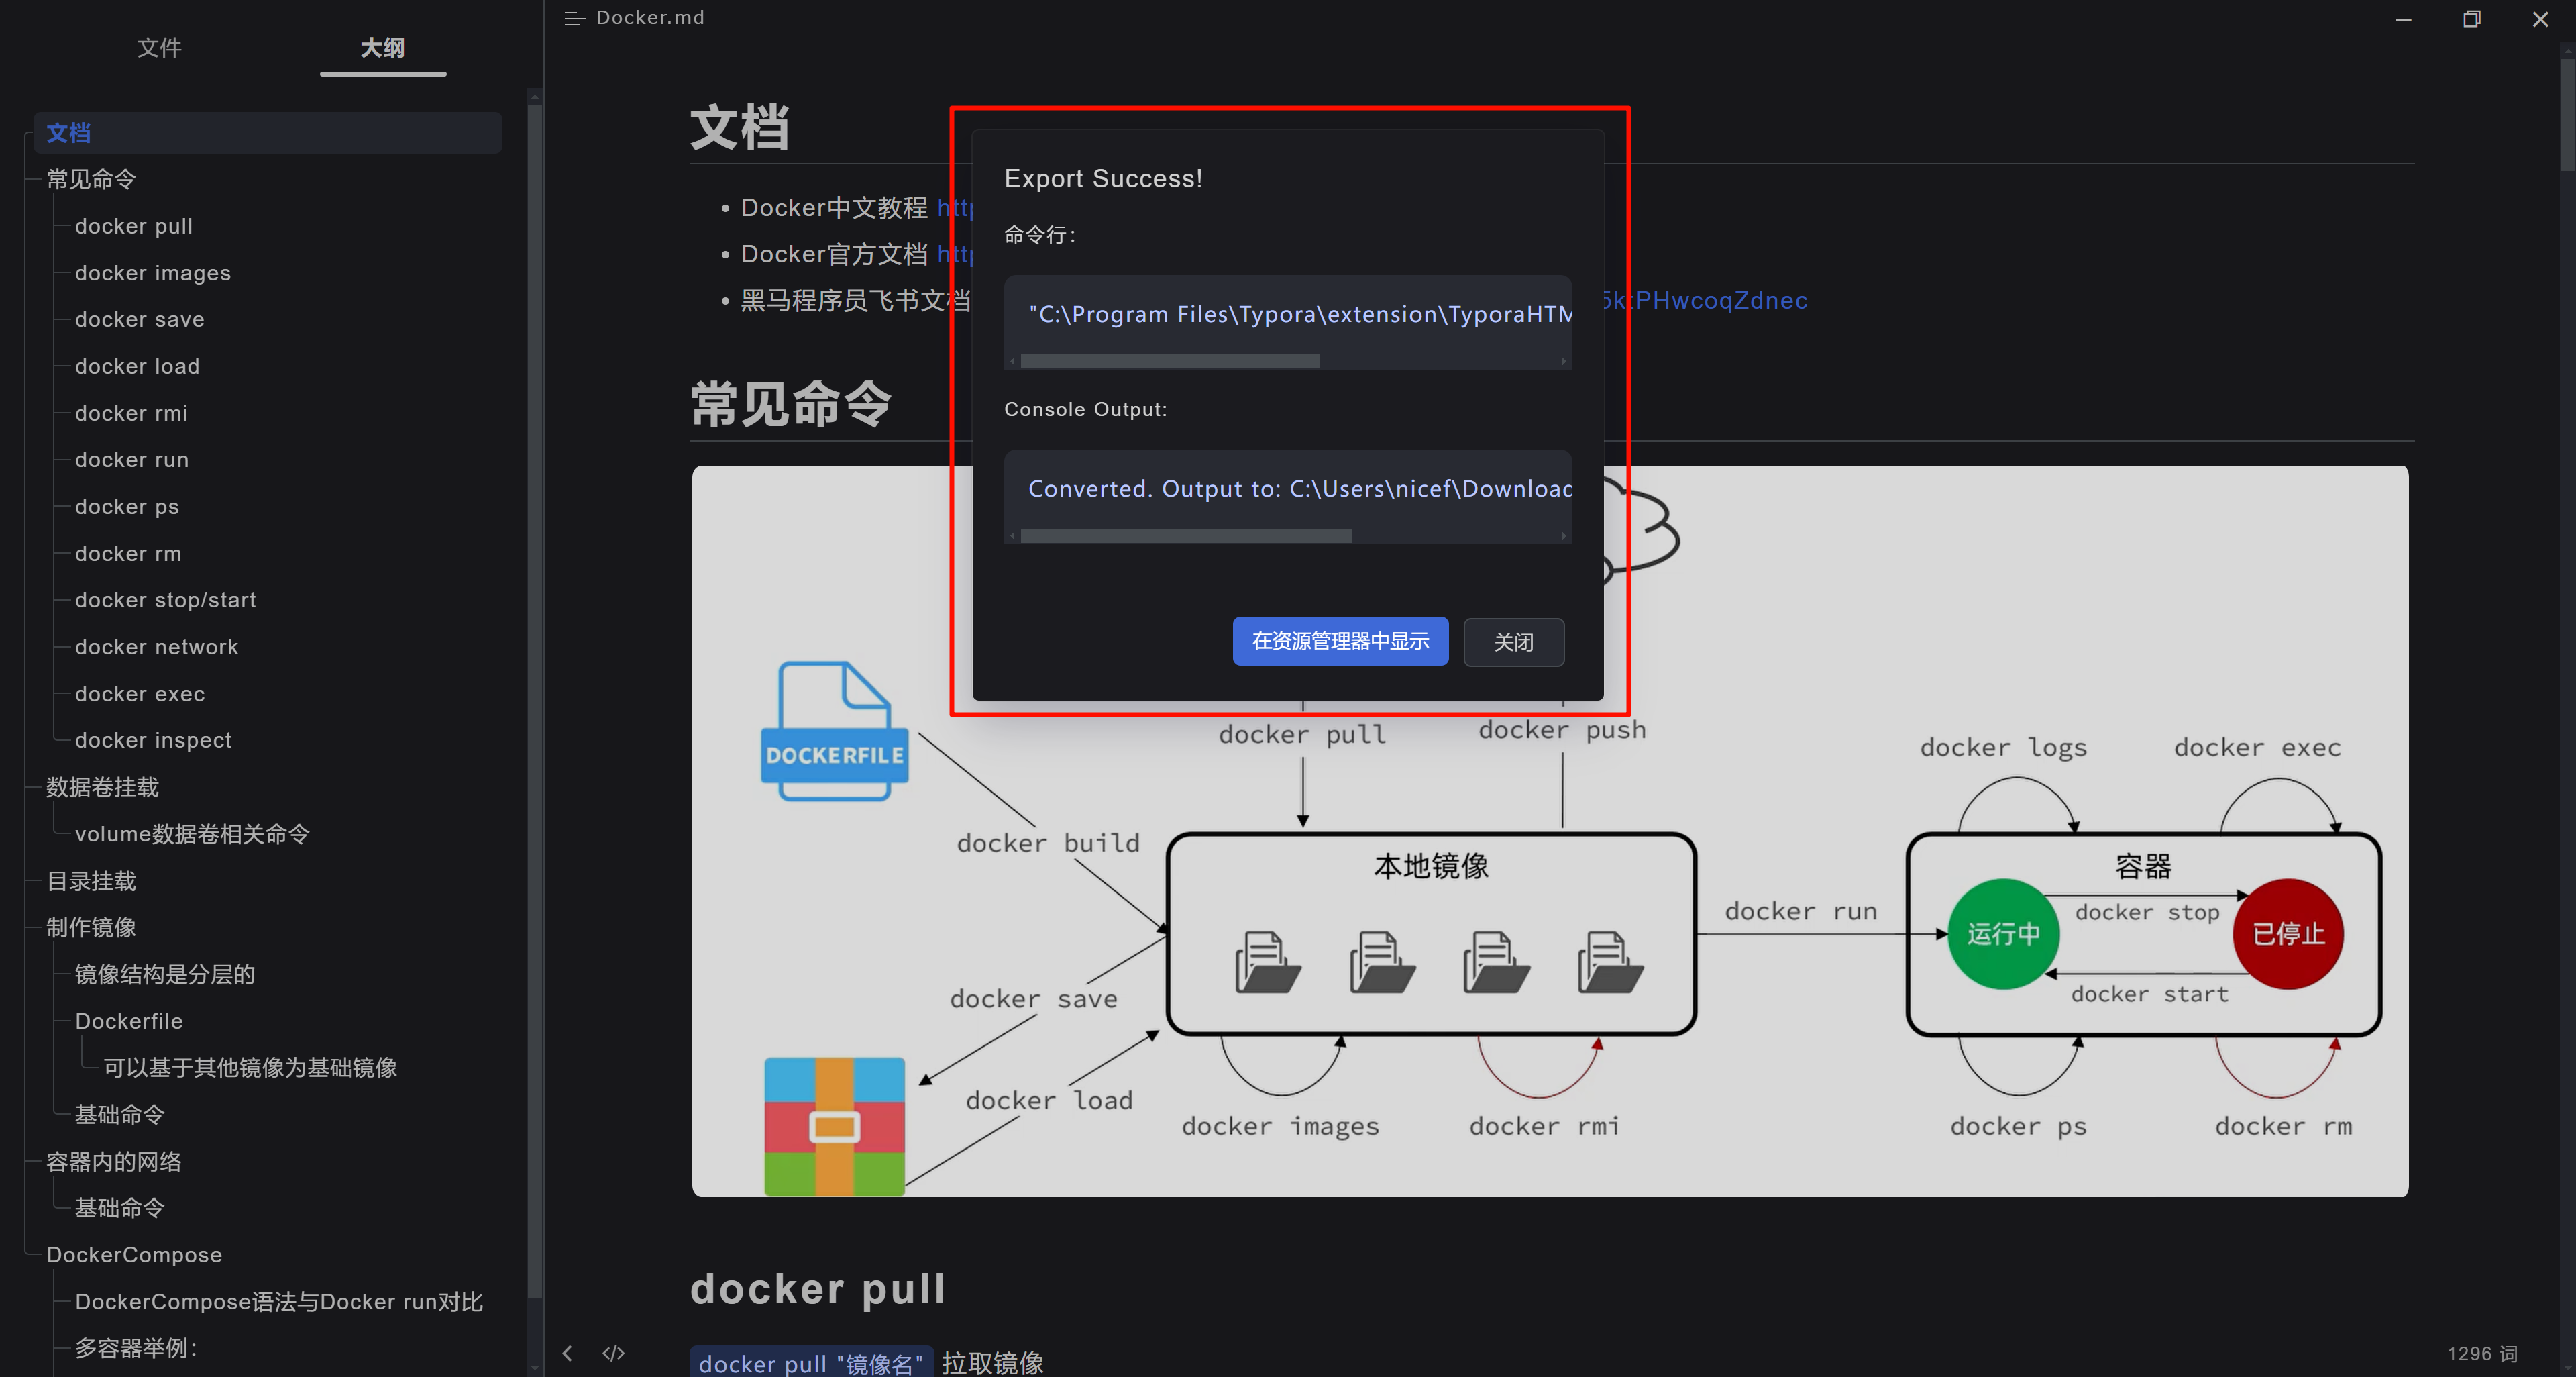 文件
大纲
文档
常见命令
docker pull
docker images
docker save
docker load
docker rmi
docker run
docker ps
docker rm
docker stop/start
docker network
docker exec
docker inspect
数据卷挂载
volume数据卷相关命令
目录挂载
制作镜像
镜像结构是分层的
Dockerfile
可以基于其他镜像为基础镜像
基础命令
容器内的网络
基础命令
DockerCompose
DockerCompose语法与Docker run对比
多容器举例：
Docker.md
文档
Docker中文教程 http
Docker官方文档 http
黑马程序员飞书文档
5ktPHwcoqZdnec
Export Success!
命令行：
"C:\Program Files\Typora\extension\TyporaHTM
Console Output:
Converted. Output to: C:\Users\nicef\Download
在资源管理器中显示
关闭
常见命令
docker pull
docker push
docker logs
docker exec
DOCKERFILE
docker build
本地镜像
容器
docker run
运行中
docker stop
已停止
docker start
docker save
docker load
docker images
docker rmi
docker ps
docker rm
docker pull
docker pull "镜像名" 拉取镜像
1296 词